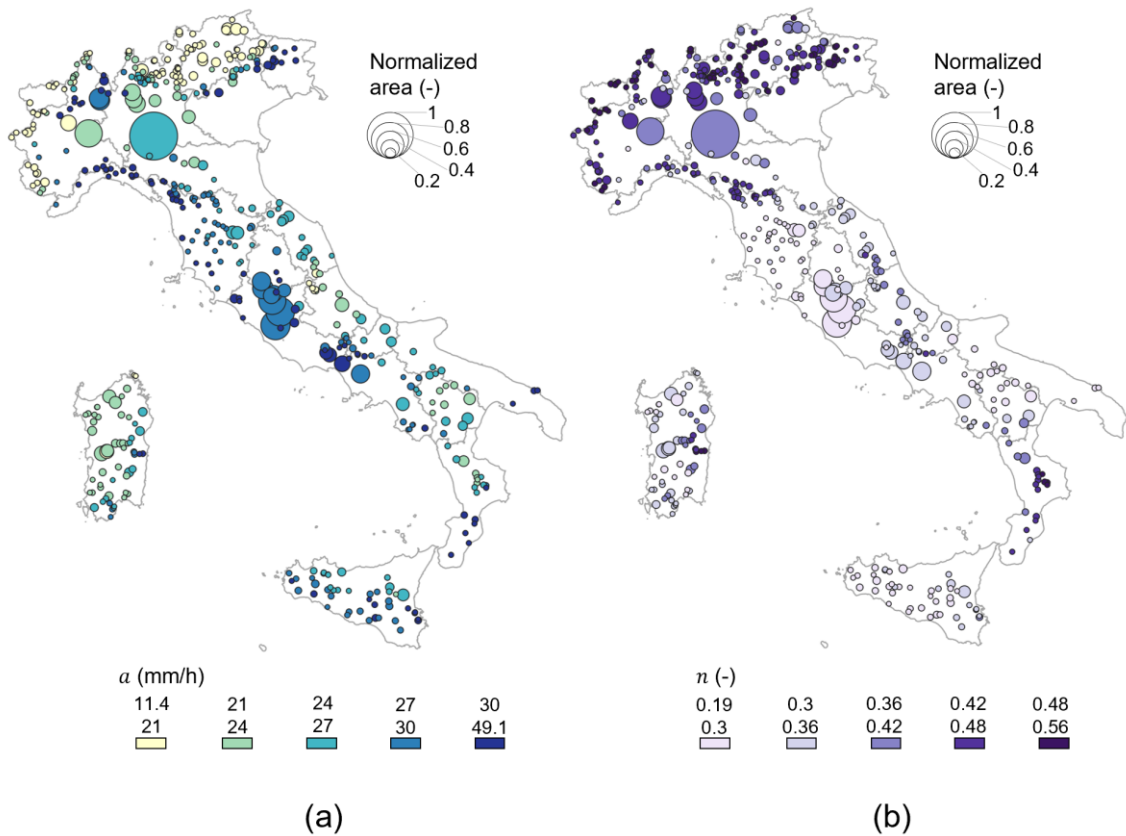 Normalized
area (-)
1
0.8
0.6
0.4
0.2
Normalized
area (-)
1
0.8
0.6
0.4
0.2
a (mm/h)
11.4 21 24 27 30
21 24 27 30 49.1
n (-)
0.19 0.3 0.36 0.42 0.48
0.3 0.36 0.42 0.48 0.56
(a)
(b)